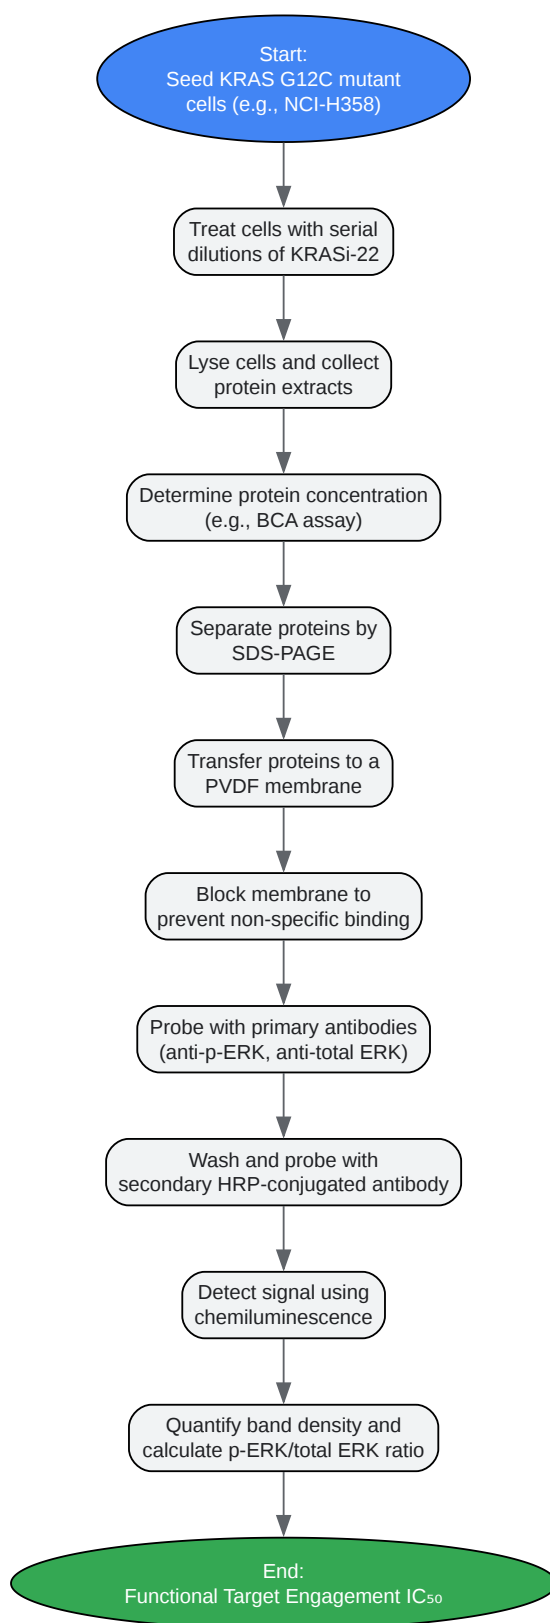 Start:
Seed KRAS G12C mutant
cells (e.g., NCI-H358)
Treat cells with serial
dilutions of KRASi-22
Lyse cells and collect
protein extracts
Determine protein concentration
(e.g., BCA assay)
Separate proteins by
SDS-PAGE
Transfer proteins to a
PVDF membrane
Block membrane to
prevent non-specific binding
Probe with primary antibodies
(anti-p-ERK, anti-total ERK)
Wash and probe with
secondary HRP-conjugated antibody
Detect signal using
chemiluminescence
Quantify band density and
calculate p-ERK/total ERK ratio
End:
Functional Target Engagement IC₅₀